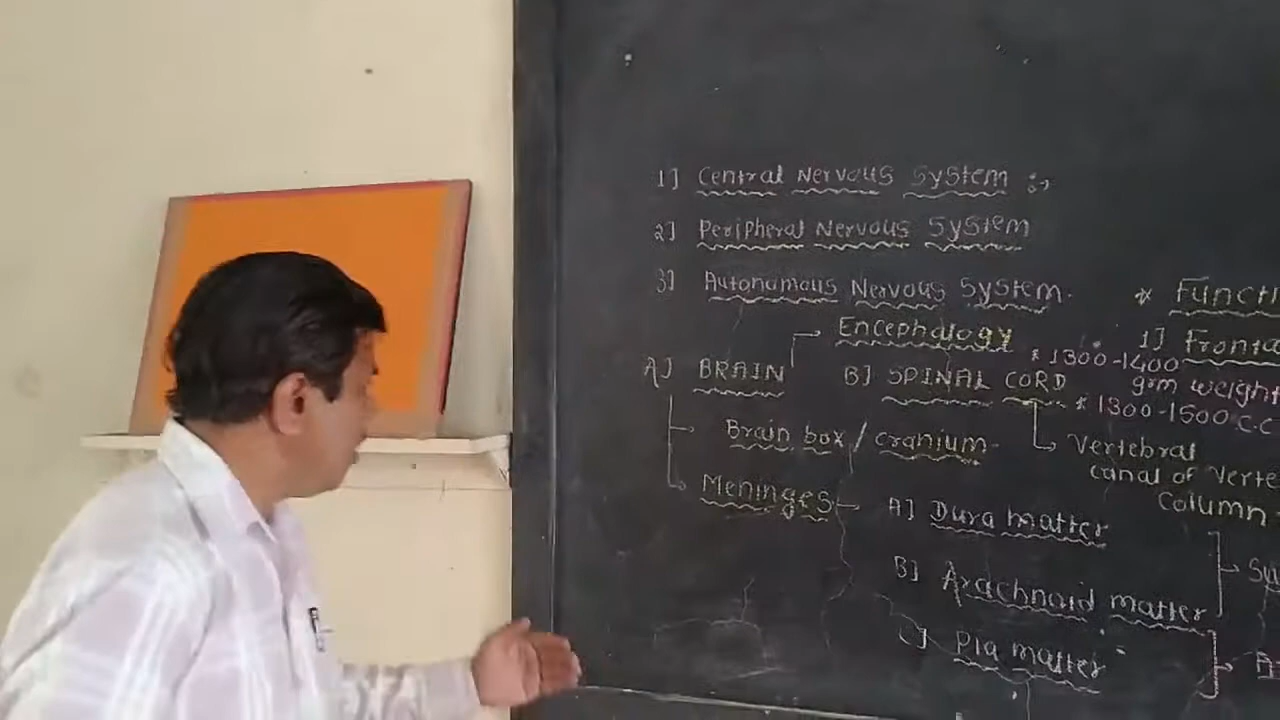 1] Central Nervous System :-,
2] Peripheral Nervous System
3] Autonamous Nervous System.
* Functi
Encephalogy
1] Fronta
* 1300-1400
grm weight
A] BRAIN
B] SPINAL CORD
* 1300-1500 C.C
Brain box / cranium
Vertebral
canal of Verte
Column
Meninges
A] Dura matter
B] Arachnoid matter
C] Pia matter